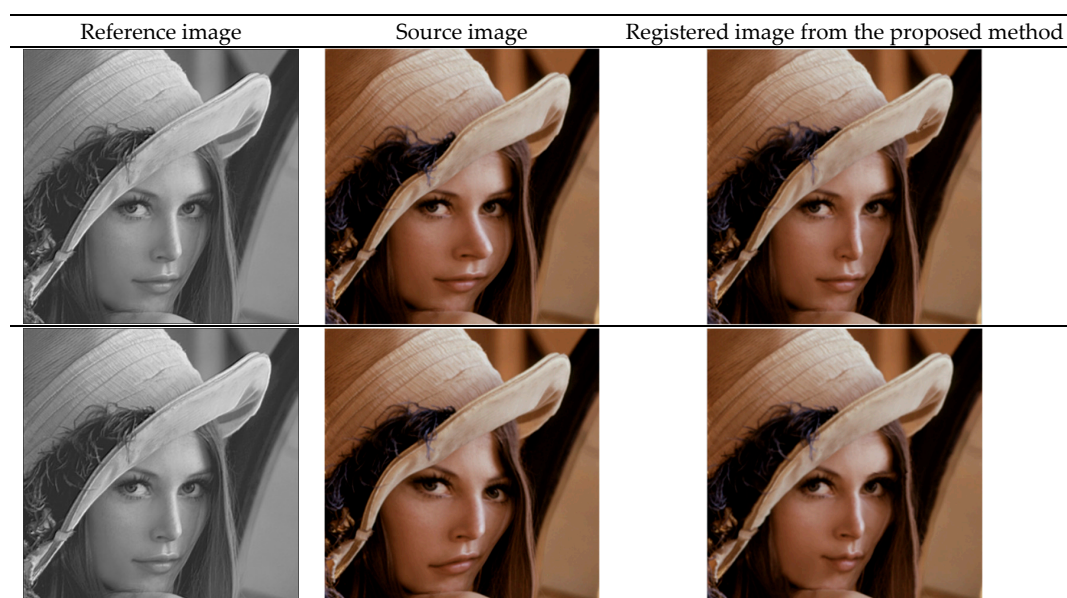 Reference image
Source image
Registered image from the proposed method